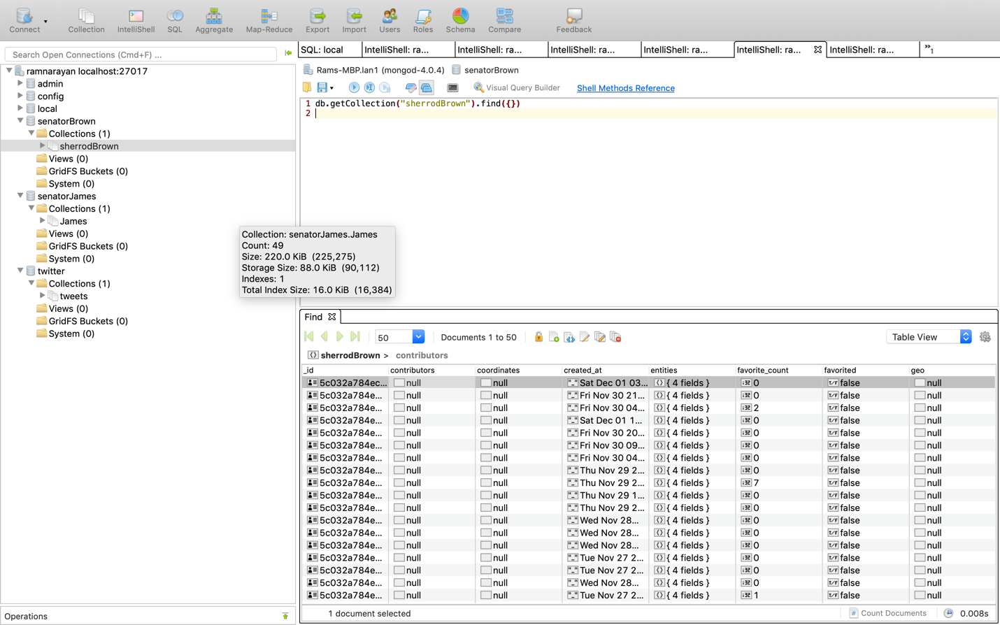 Connect Collection IntelliShell SQL Aggregate Map-Reduce Export Import Users Roles Schema Compare Feedback
Search Open Connections (Cmd+F) ...
SQL: local IntelliShell: ra... IntelliShell: ra... IntelliShell: ra... IntelliShell: ra... IntelliShell: ra... IntelliShell: ra... »1
ramnarayan localhost:27017
admin
config
local
senatorBrown
Collections (1)
sherrodBrown
Views (0)
GridFS Buckets (0)
System (0)
senatorJames
Collections (1)
James
Views (0)
GridFS Buckets (0)
System (0)
twitter
Collections (1)
tweets
Views (0)
GridFS Buckets (0)
System (0)
Operations
Collection: senatorJames.James
Count: 49
Size: 220.0 KiB (225,275)
Storage Size: 88.0 KiB (90,112)
Indexes: 1
Total Index Size: 16.0 KiB (16,384)
Rams-MBP.lan1 (mongod-4.0.4) senatorBrown
Visual Query Builder Shell Methods Reference
1 db.getCollection("sherrodBrown").find({})
2
Find
50 Documents 1 to 50 Table View
sherrodBrown > contributors
_id contributors coordinates created_at entities favorite_count favorited geo
5c032a784ec... null null Sat Dec 01 03... { 4 fields } 0 false null
5c032a784e... null null Fri Nov 30 21... { 4 fields } 0 false null
5c032a784e... null null Fri Nov 30 04... { 4 fields } 2 false null
5c032a784e... null null Sat Dec 01 1... { 4 fields } 0 false null
5c032a784e... null null Fri Nov 30 20... { 4 fields } 0 false null
5c032a784e... null null Fri Nov 30 09... { 4 fields } 0 false null
5c032a784e... null null Fri Nov 30 04... { 4 fields } 0 false null
5c032a784e... null null Thu Nov 29 2... { 4 fields } 0 false null
5c032a784e... null null Thu Nov 29 2... { 4 fields } 7 false null
5c032a784e... null null Thu Nov 29 1... { 4 fields } 0 false null
5c032a784e... null null Thu Nov 29 2... { 4 fields } 0 false null
5c032a784e... null null Wed Nov 28... { 4 fields } 0 false null
5c032a784e... null null Wed Nov 28... { 4 fields } 0 false null
5c032a784e... null null Wed Nov 28... { 4 fields } 0 false null
5c032a784e... null null Tue Nov 27 2... { 4 fields } 0 false null
5c032a784e... null null Tue Nov 27 2... { 4 fields } 0 false null
5c032a784e... null null Wed Nov 28... { 4 fields } 0 false null
5c032a784e... null null Tue Nov 27 2... { 4 fields } 1 false null
1 document selected Count Documents 0.008s